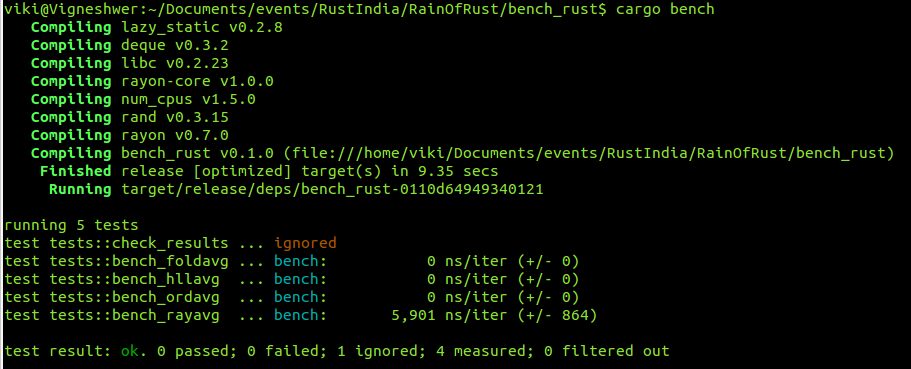 viki@Vigneshwer:~/Documents/events/RustIndia/RainOfRust/bench_rust$ cargo bench
   Compiling lazy_static v0.2.8
   Compiling deque v0.3.2
   Compiling libc v0.2.23
   Compiling rayon-core v1.0.0
   Compiling num_cpus v1.5.0
   Compiling rand v0.3.15
   Compiling rayon v0.7.0
   Compiling bench_rust v0.1.0 (file:///home/viki/Documents/events/RustIndia/RainOfRust/bench_rust)
    Finished release [optimized] target(s) in 9.35 secs
     Running target/release/deps/bench_rust-0110d64949340121

running 5 tests
test tests::check_results ... ignored
test tests::bench_foldavg ... bench:           0 ns/iter (+/- 0)
test tests::bench_hllavg  ... bench:           0 ns/iter (+/- 0)
test tests::bench_ordavg  ... bench:           0 ns/iter (+/- 0)
test tests::bench_rayavg  ... bench:       5,901 ns/iter (+/- 864)

test result: ok. 0 passed; 0 failed; 1 ignored; 4 measured; 0 filtered out